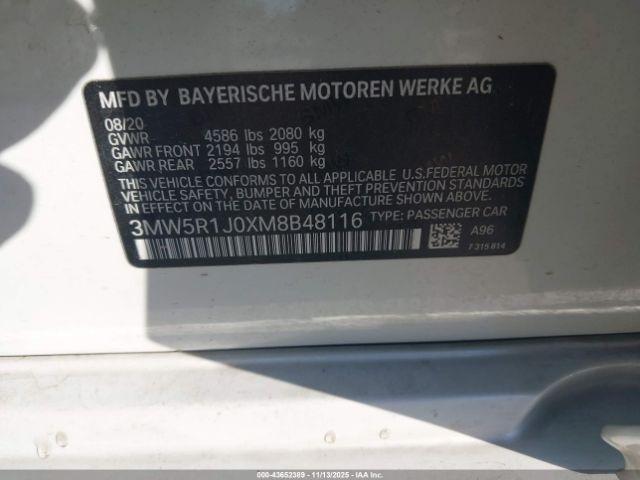 MFD BY BAYERISCHE MOTOREN WERKE AG
08/20
GVWR 4586 lbs 2080 kg
GAWR FRONT 2194 lbs 995 kg
GAWR REAR 2557 lbs 1160 kg
THIS VEHICLE CONFORMS TO ALL APPLICABLE U.S.FEDERAL MOTOR
VEHICLE SAFETY, BUMPER AND THEFT PREVENTION STANDARDS IN
EFFECT ON THE DATE OF MANUFACTURE SHOWN ABOVE.
3MW5R1J0XM8B48116 TYPE: PASSENGER CAR
A96
7 315 814
000-43652389 - 11/13/2025 - IAA Inc.